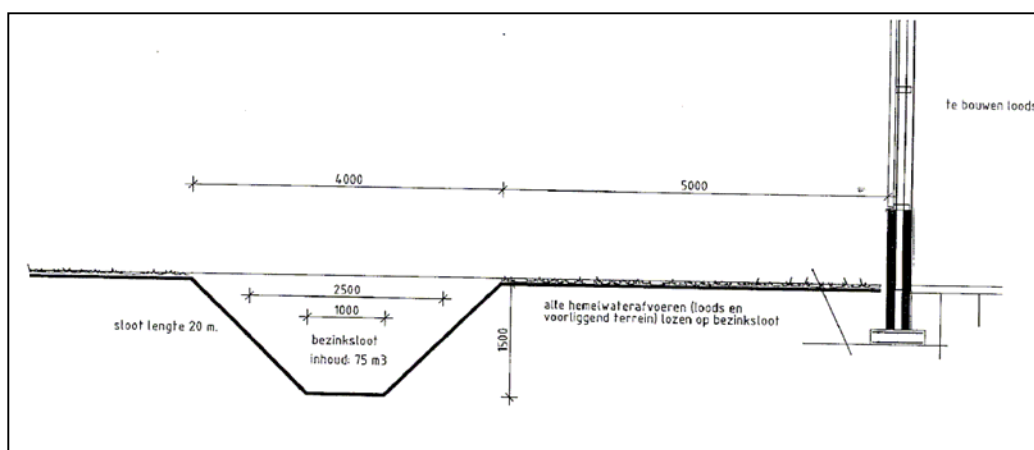 te bouwen loods
4000
5000
2500
1000
sloot lengte 20 m.
bezinksloot
inhoud: 75 m3
1500
alle hemelwaterafvoeren (loods en
voorliggend terrein) lozen op bezinksloot